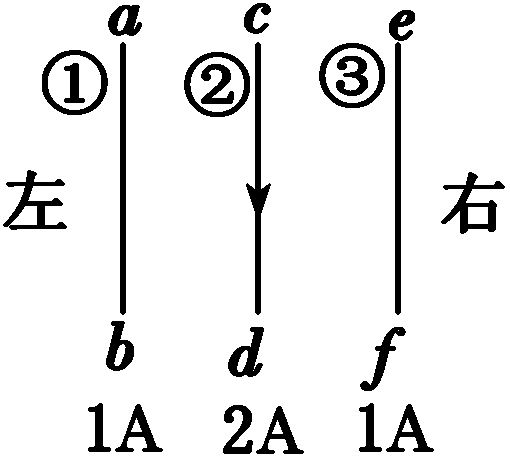 a c e
① ② ③
左 右
b d f
1A 2A 1A